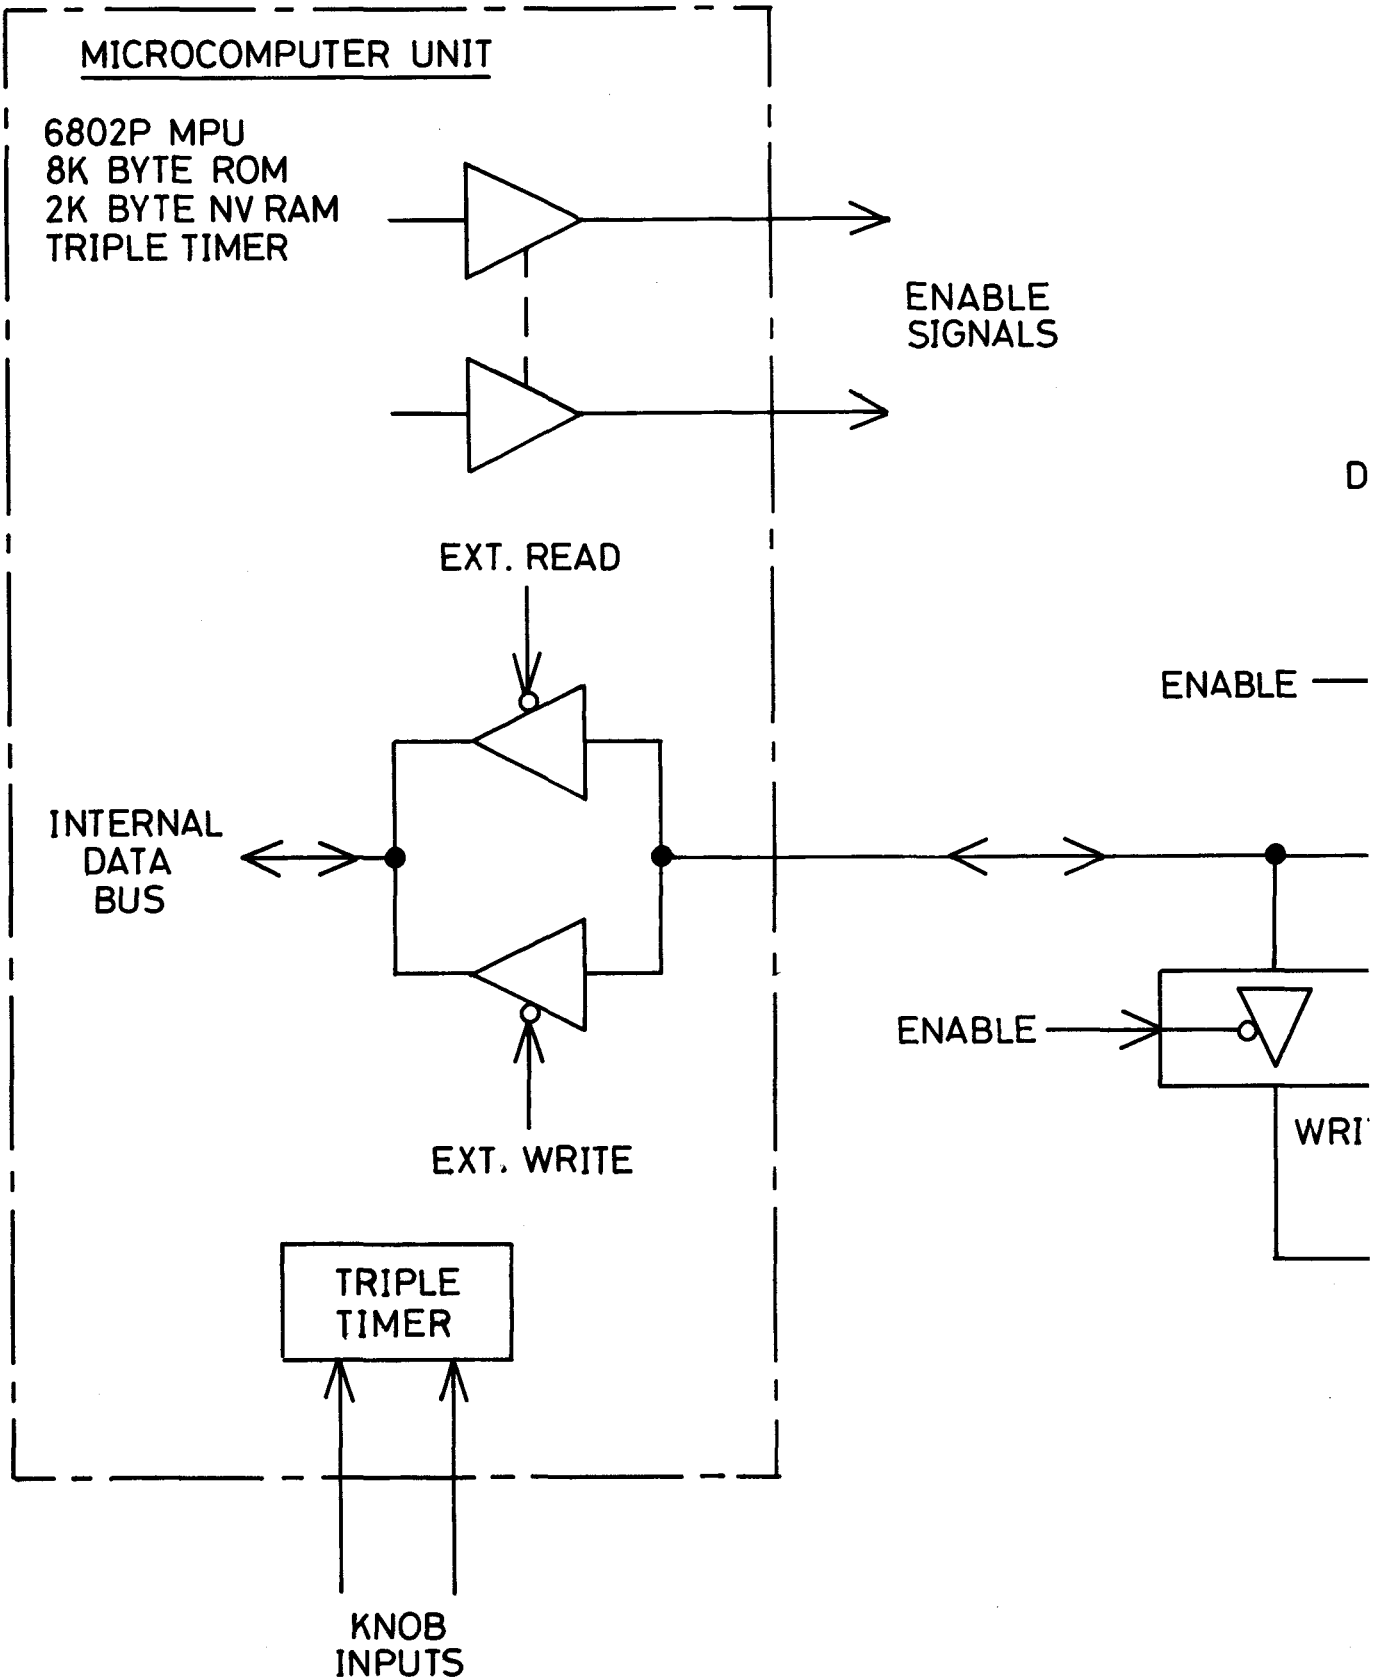 MICROCOMPUTER UNIT
6802P MPU
8K BYTE ROM
2K BYTE NV RAM
TRIPLE TIMER
ENABLE
SIGNALS
D
EXT. READ
ENABLE
INTERNAL
DATA
BUS
ENABLE
WRI
EXT. WRITE
TRIPLE
TIMER
KNOB
INPUTS